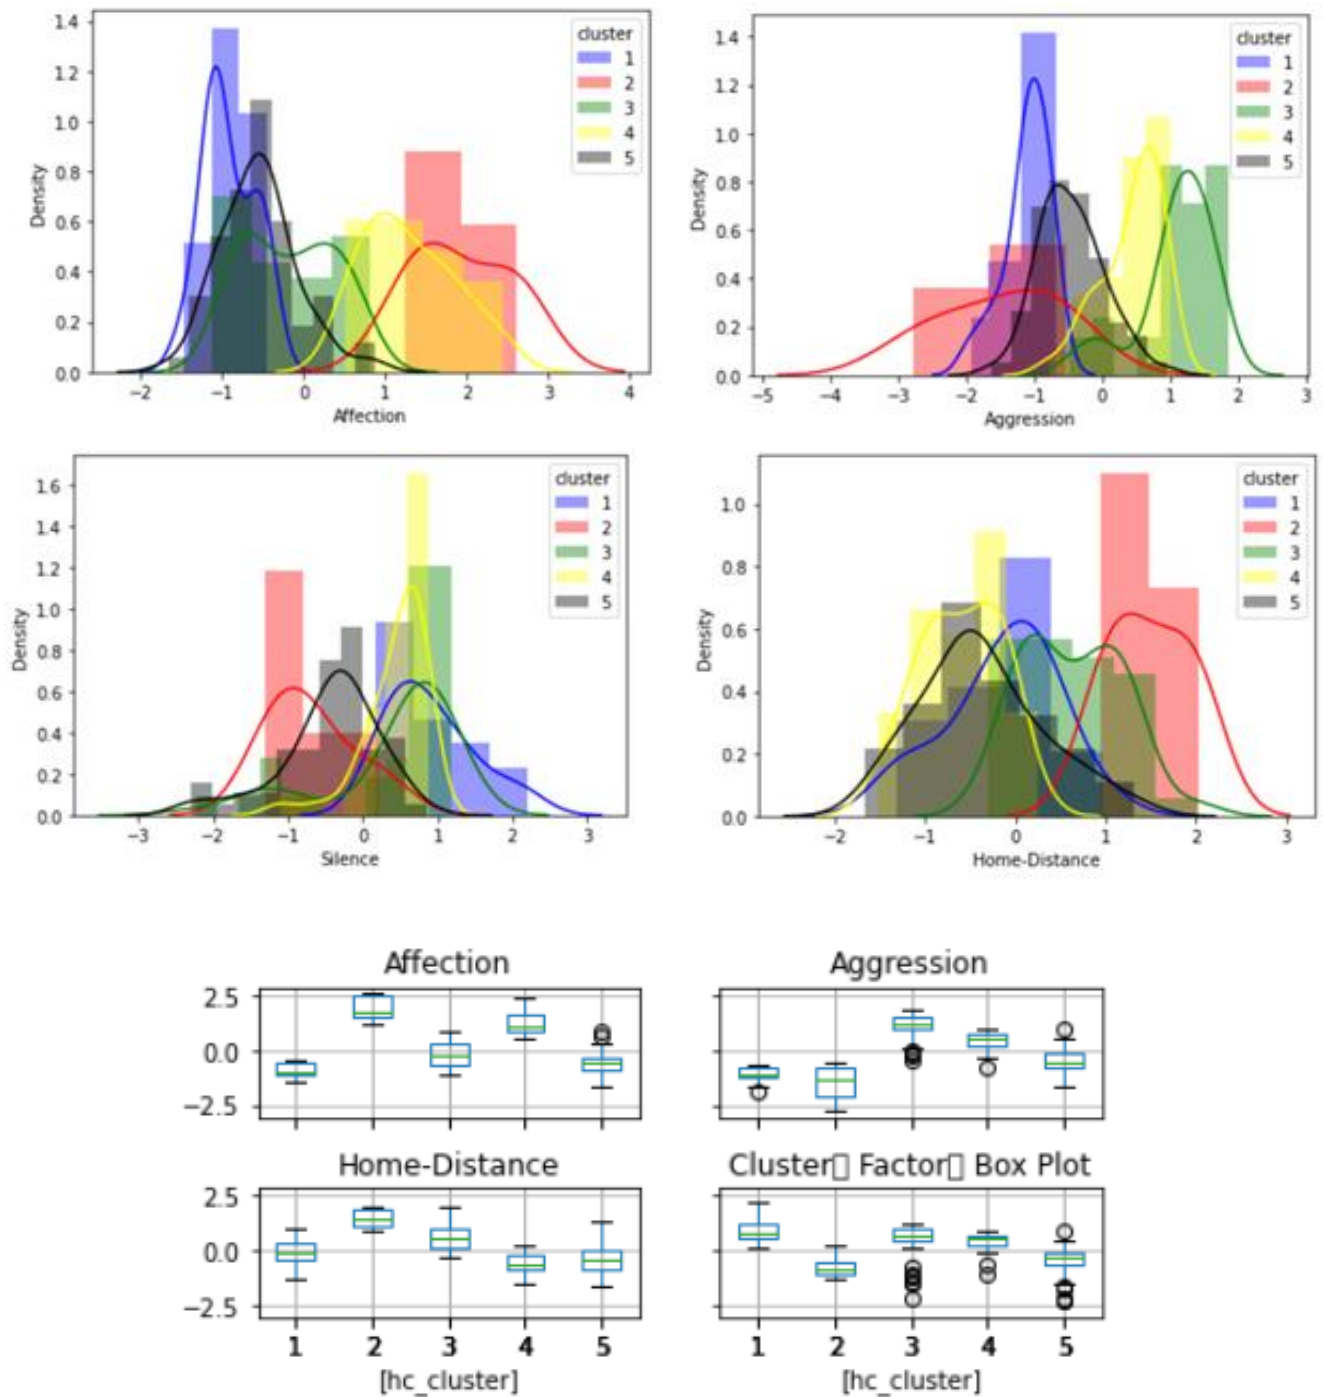 cluster
1
2
3
4
5
1.4
1.2
1.0
0.8
0.6
0.4
0.2
0.0
Density
−2 −1 0 1 2 3 4
Affection
cluster
1
2
3
4
5
1.4
1.2
1.0
0.8
0.6
0.4
0.2
0.0
Density
−5 −4 −3 −2 −1 0 1 2 3
Aggression
cluster
1
2
3
4
5
1.6
1.4
1.2
1.0
0.8
0.6
0.4
0.2
0.0
Density
−3 −2 −1 0 1 2 3
Silence
cluster
1
2
3
4
5
1.0
0.8
0.6
0.4
0.2
0.0
Density
−2 −1 0 1 2 3
Home-Distance
Affection
2.5
0.0
−2.5
Aggression
Home-Distance
2.5
0.0
−2.5
1 2 3 4 5
[hc_cluster]
Cluster▯ Factor▯ Box Plot
1 2 3 4 5
[hc_cluster]